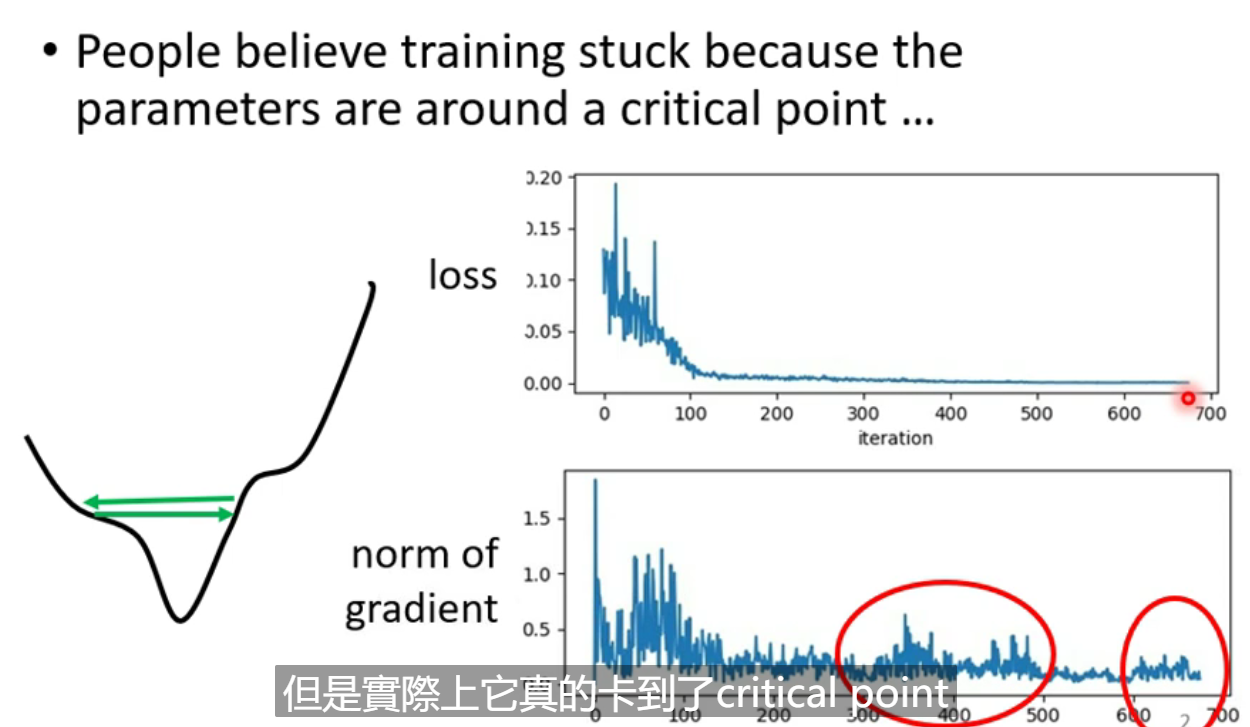 • People believe training stuck because the
parameters are around a critical point ...
loss
0.20
0.15
0.10
0.05
0.00
0 100 200 300 400 500 600 700
iteration
norm of
gradient
1.5
1.0
0.5
但是實際上它真的卡到了critical point
0 100 200 300 400 500 600 700
2